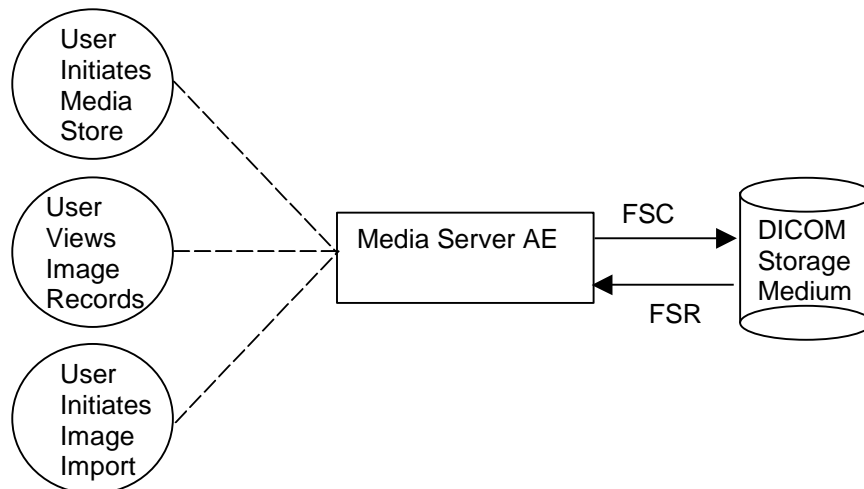 User
Initiates
Media
Store
User
Views
Image
Records
User
Initiates
Image
Import
Media Server AE
FSC
FSR
DICOM
Storage
Medium